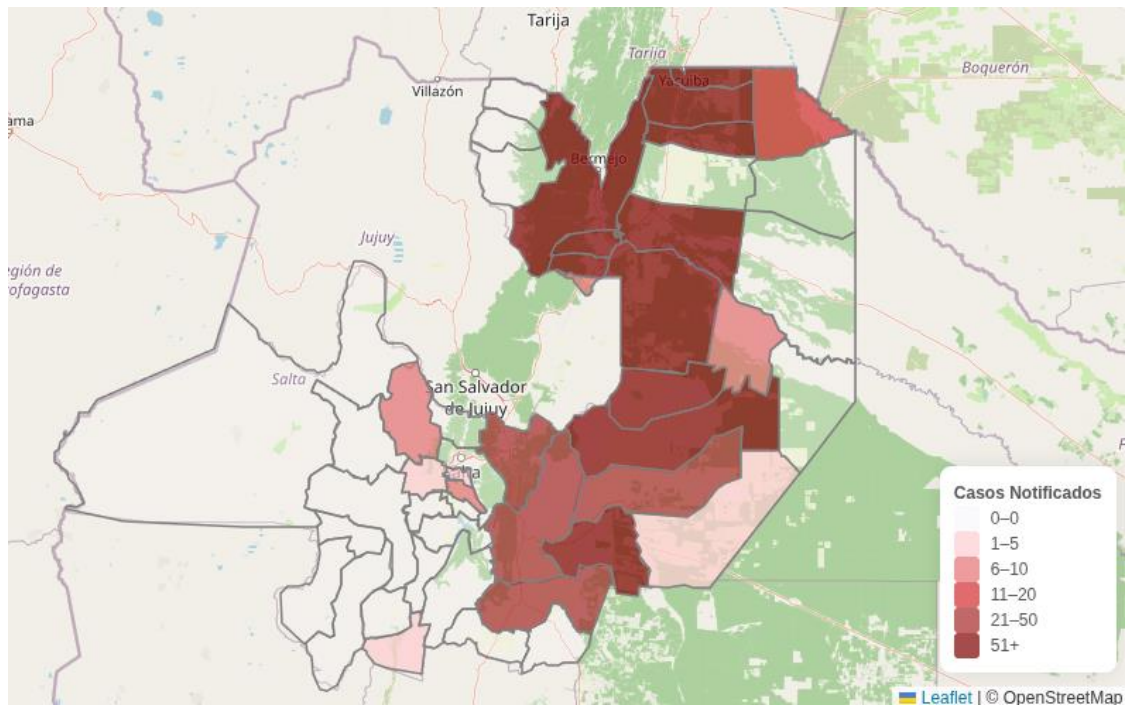 Tarija
Tarija
Boquerón
Villazón
Yacuiba
ama
Bermejo
Jujuy
egión de
ofagasta
Salta
San Salvador
de Jujuy
Salta
F
Casos Notificados
0–0
1–5
6–10
11–20
21–50
51+
Leaflet | © OpenStreetMap